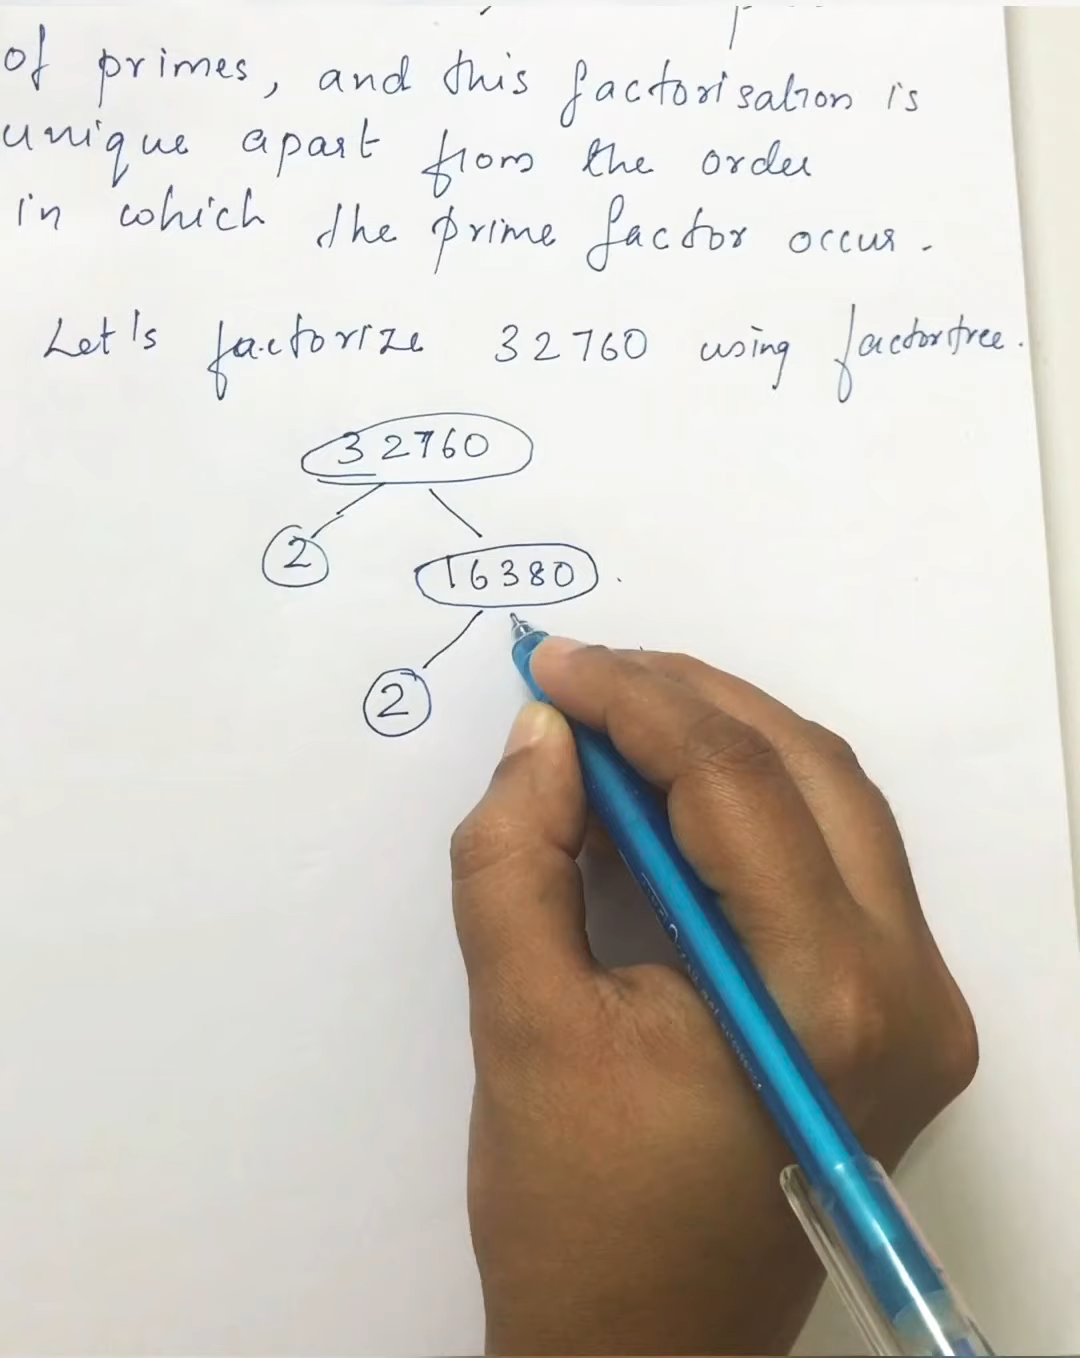 of primes, and this factorisation is
unique apart from the order
in which the prime factor occur.
Let's factorize 32760 using factortree.
32760
2
16380
2